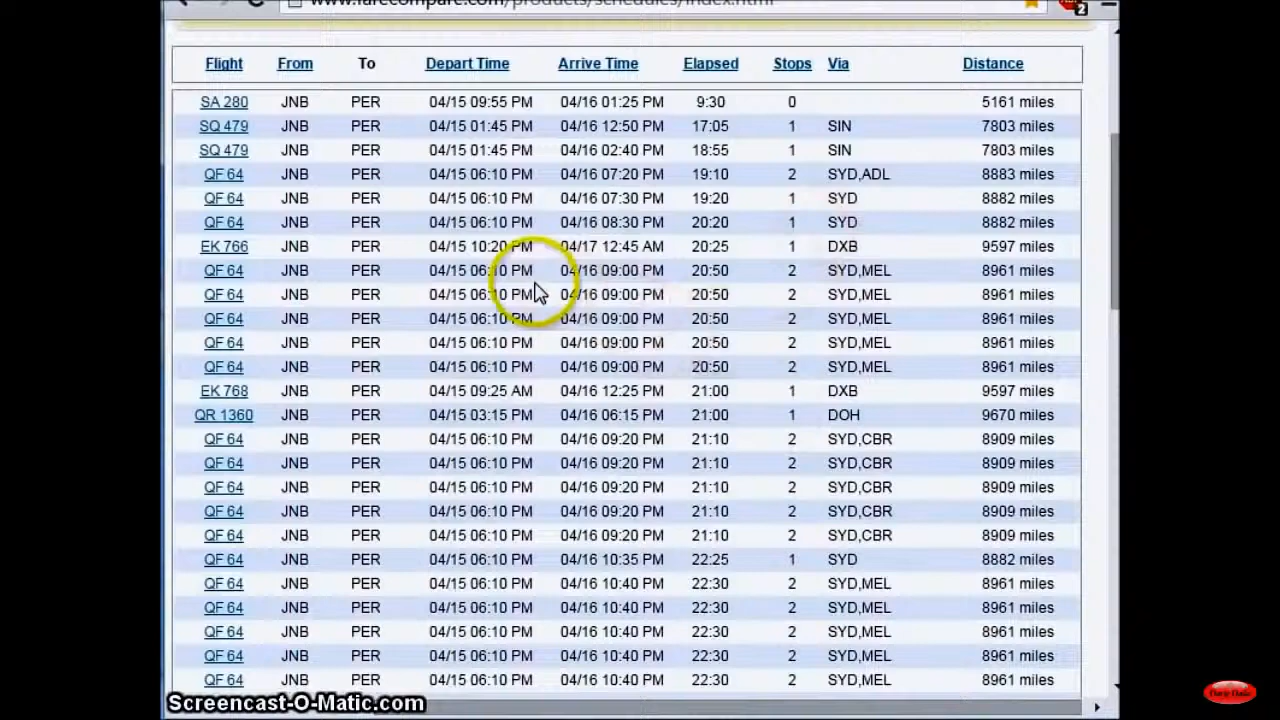 www.farecompare.com/products/schedules/index.html
2
Flight From To Depart Time Arrive Time Elapsed Stops Via Distance
SA 280 JNB PER 04/15 09:55 PM 04/16 01:25 PM 9:30 0 5161 miles
SQ 479 JNB PER 04/15 01:45 PM 04/16 12:50 PM 17:05 1 SIN 7803 miles
SQ 479 JNB PER 04/15 01:45 PM 04/16 02:40 PM 18:55 1 SIN 7803 miles
QF 64 JNB PER 04/15 06:10 PM 04/16 07:20 PM 19:10 2 SYD,ADL 8883 miles
QF 64 JNB PER 04/15 06:10 PM 04/16 07:30 PM 19:20 1 SYD 8882 miles
QF 64 JNB PER 04/15 06:10 PM 04/16 08:30 PM 20:20 1 SYD 8882 miles
EK 766 JNB PER 04/15 10:20 PM 04/17 12:45 AM 20:25 1 DXB 9597 miles
QF 64 JNB PER 04/15 06:10 PM 04/16 09:00 PM 20:50 2 SYD,MEL 8961 miles
QF 64 JNB PER 04/15 06:10 PM 04/16 09:00 PM 20:50 2 SYD,MEL 8961 miles
QF 64 JNB PER 04/15 06:10 PM 04/16 09:00 PM 20:50 2 SYD,MEL 8961 miles
QF 64 JNB PER 04/15 06:10 PM 04/16 09:00 PM 20:50 2 SYD,MEL 8961 miles
QF 64 JNB PER 04/15 06:10 PM 04/16 09:00 PM 20:50 2 SYD,MEL 8961 miles
EK 768 JNB PER 04/15 09:25 AM 04/16 12:25 PM 21:00 1 DXB 9597 miles
QR 1360 JNB PER 04/15 03:15 PM 04/16 06:15 PM 21:00 1 DOH 9670 miles
QF 64 JNB PER 04/15 06:10 PM 04/16 09:20 PM 21:10 2 SYD,CBR 8909 miles
QF 64 JNB PER 04/15 06:10 PM 04/16 09:20 PM 21:10 2 SYD,CBR 8909 miles
QF 64 JNB PER 04/15 06:10 PM 04/16 09:20 PM 21:10 2 SYD,CBR 8909 miles
QF 64 JNB PER 04/15 06:10 PM 04/16 09:20 PM 21:10 2 SYD,CBR 8909 miles
QF 64 JNB PER 04/15 06:10 PM 04/16 09:20 PM 21:10 2 SYD,CBR 8909 miles
QF 64 JNB PER 04/15 06:10 PM 04/16 10:35 PM 22:25 1 SYD 8882 miles
QF 64 JNB PER 04/15 06:10 PM 04/16 10:40 PM 22:30 2 SYD,MEL 8961 miles
QF 64 JNB PER 04/15 06:10 PM 04/16 10:40 PM 22:30 2 SYD,MEL 8961 miles
QF 64 JNB PER 04/15 06:10 PM 04/16 10:40 PM 22:30 2 SYD,MEL 8961 miles
QF 64 JNB PER 04/15 06:10 PM 04/16 10:40 PM 22:30 2 SYD,MEL 8961 miles
QF 64 JNB PER 04/15 06:10 PM 04/16 10:40 PM 22:30 2 SYD,MEL 8961 miles
Screencast-O-Matic.com